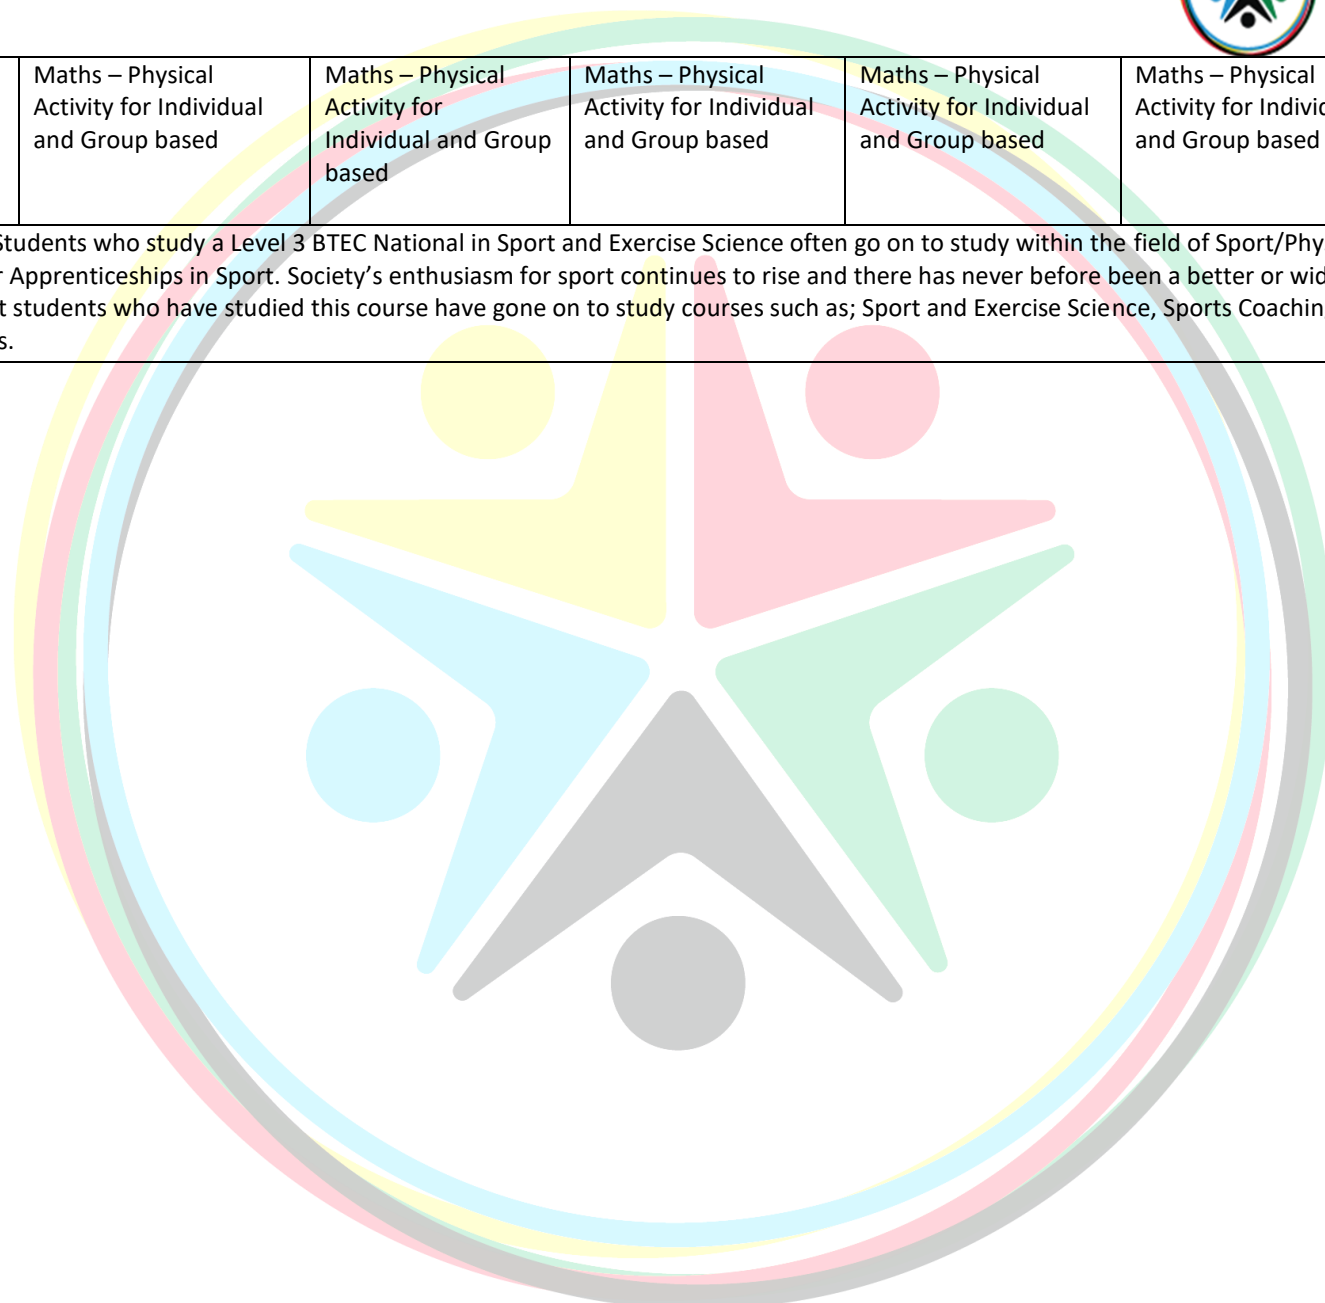 Maths – Physical
Activity for Individual
and Group based
Maths – Physical
Activity for
Individual and Group
based
Maths – Physical
Activity for Individual
and Group based
Maths – Physical
Activity for Individual
and Group based
Maths – Physical
Activity for
and Group based
Students who study a Level 3 BTEC National in Sport and Exercise Science often go on to study within the field of
Apprenticeships in Sport. Society’s enthusiasm for sport continues to rise and there has never before been a better or
students who have studied this course have gone on to study courses such as; Sport and Exercise Science, Sports